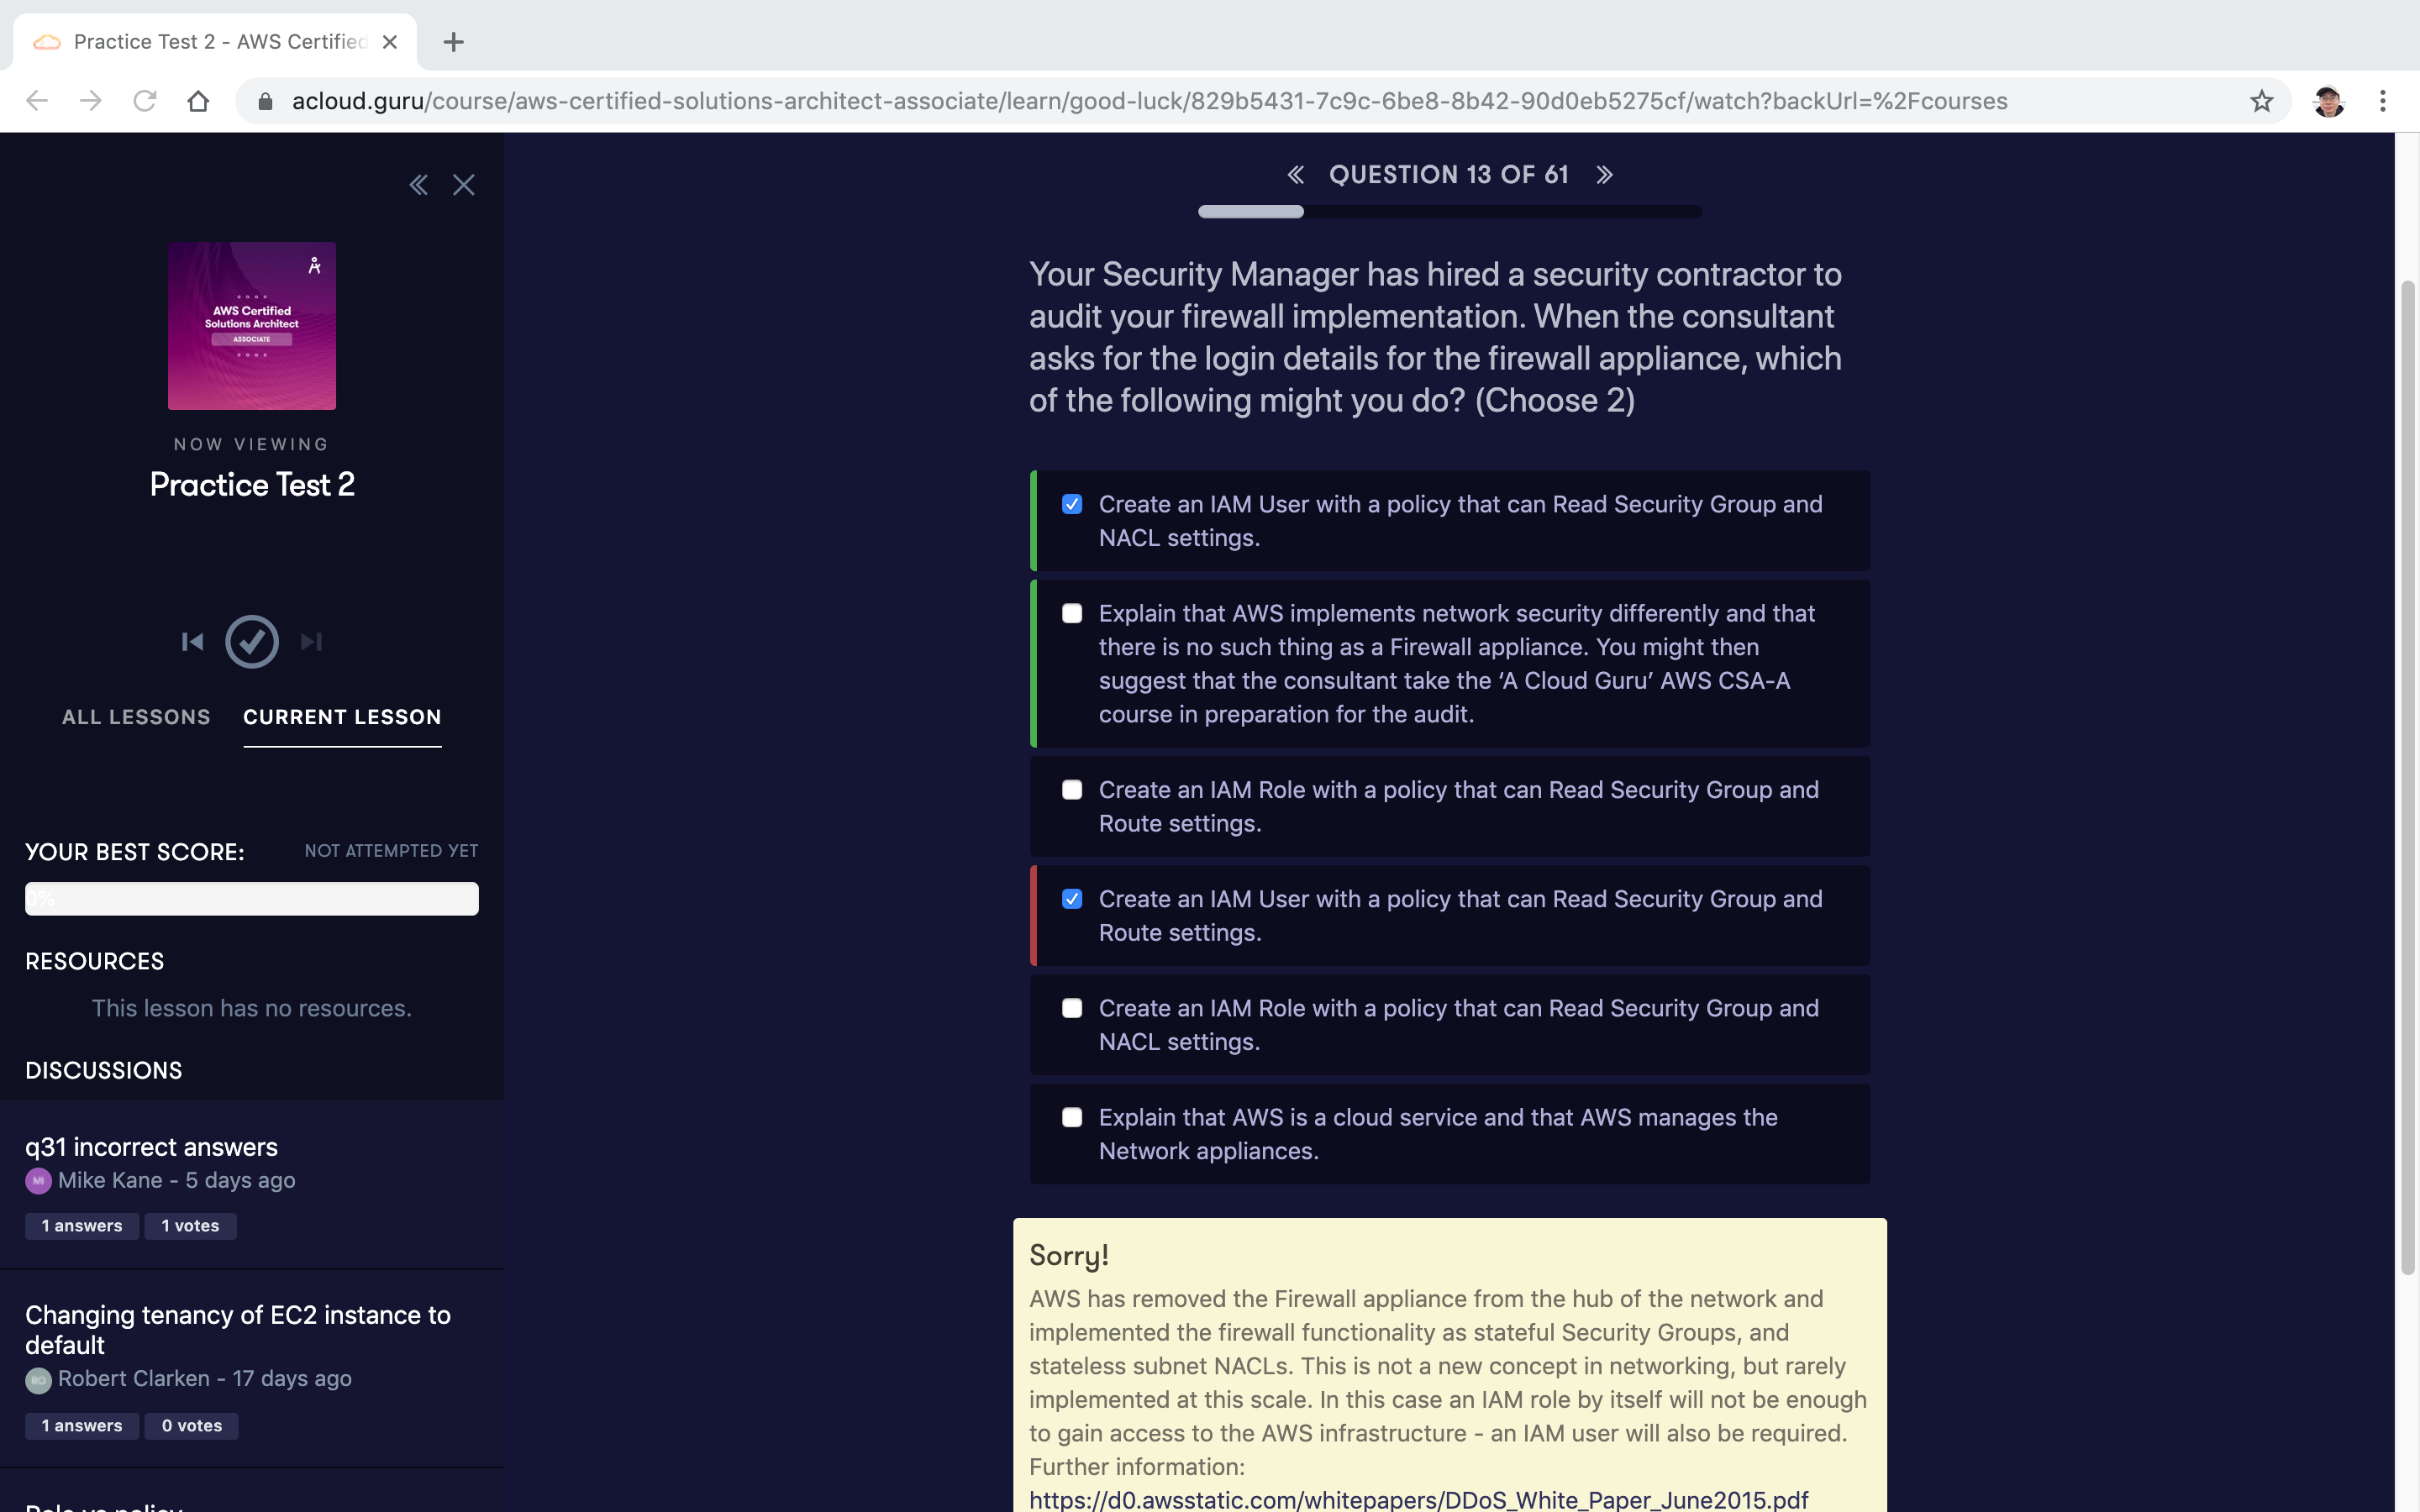 Practice Test 2 - AWS Certified
acloud.guru/course/aws-certified-solutions-architect-associate/learn/good-luck/829b5431-7c9c-6be8-8b42-90d0eb5275cf/watch?backUrl=%2Fcourses
AWS Certified
Solutions Architect
ASSOCIATE
NOW VIEWING
Practice Test 2
ALL LESSONS CURRENT LESSON
YOUR BEST SCORE: NOT ATTEMPTED YET
0%
RESOURCES
This lesson has no resources.
DISCUSSIONS
q31 incorrect answers
MI Mike Kane - 5 days ago
1 answers 1 votes
Changing tenancy of EC2 instance to
default
RO Robert Clarken - 17 days ago
1 answers 0 votes
Role vs policy
QUESTION 13 OF 61
Your Security Manager has hired a security contractor to
audit your firewall implementation. When the consultant
asks for the login details for the firewall appliance, which
of the following might you do? (Choose 2)
Create an IAM User with a policy that can Read Security Group and
NACL settings.
Explain that AWS implements network security differently and that
there is no such thing as a Firewall appliance. You might then
suggest that the consultant take the ‘A Cloud Guru’ AWS CSA-A
course in preparation for the audit.
Create an IAM Role with a policy that can Read Security Group and
Route settings.
Create an IAM User with a policy that can Read Security Group and
Route settings.
Create an IAM Role with a policy that can Read Security Group and
NACL settings.
Explain that AWS is a cloud service and that AWS manages the
Network appliances.
Sorry!
AWS has removed the Firewall appliance from the hub of the network and
implemented the firewall functionality as stateful Security Groups, and
stateless subnet NACLs. This is not a new concept in networking, but rarely
implemented at this scale. In this case an IAM role by itself will not be enough
to gain access to the AWS infrastructure - an IAM user will also be required.
Further information:
https://d0.awsstatic.com/whitepapers/DDoS_White_Paper_June2015.pdf